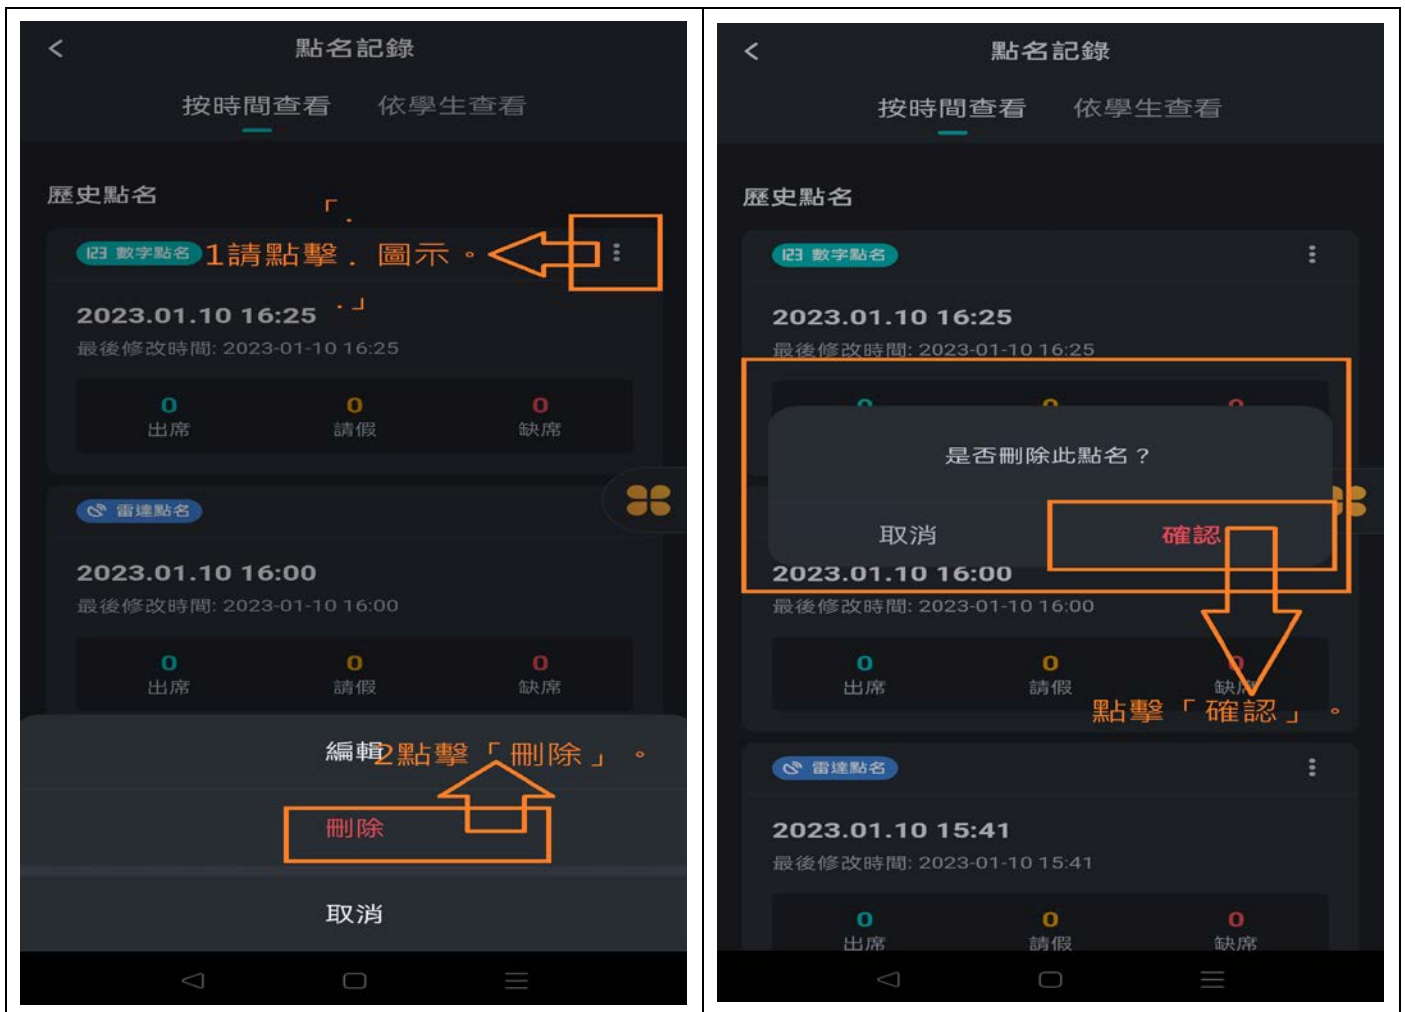 點名記錄
按時間查看 依學生查看
歷史點名
「.
123 數字點名 1請點擊 . 圖示。
.」
2023.01.10 16:25
最後修改時間: 2023-01-10 16:25
0 0 0
出席 請假 缺席
雷達點名
2023.01.10 16:00
最後修改時間: 2023-01-10 16:00
0 0 0
出席 請假 缺席
編輯
2點擊「刪除」。
刪除
取消
點名記錄
按時間查看 依學生查看
歷史點名
123 數字點名
2023.01.10 16:25
最後修改時間: 2023-01-10 16:25
0 0 0
是否刪除此點名？
取消 確認
2023.01.10 16:00
最後修改時間: 2023-01-10 16:00
0 0 0
出席 請假 缺席
點擊「確認」。
雷達點名
2023.01.10 15:41
最後修改時間: 2023-01-10 15:41
0 0 0
出席 請假 缺席